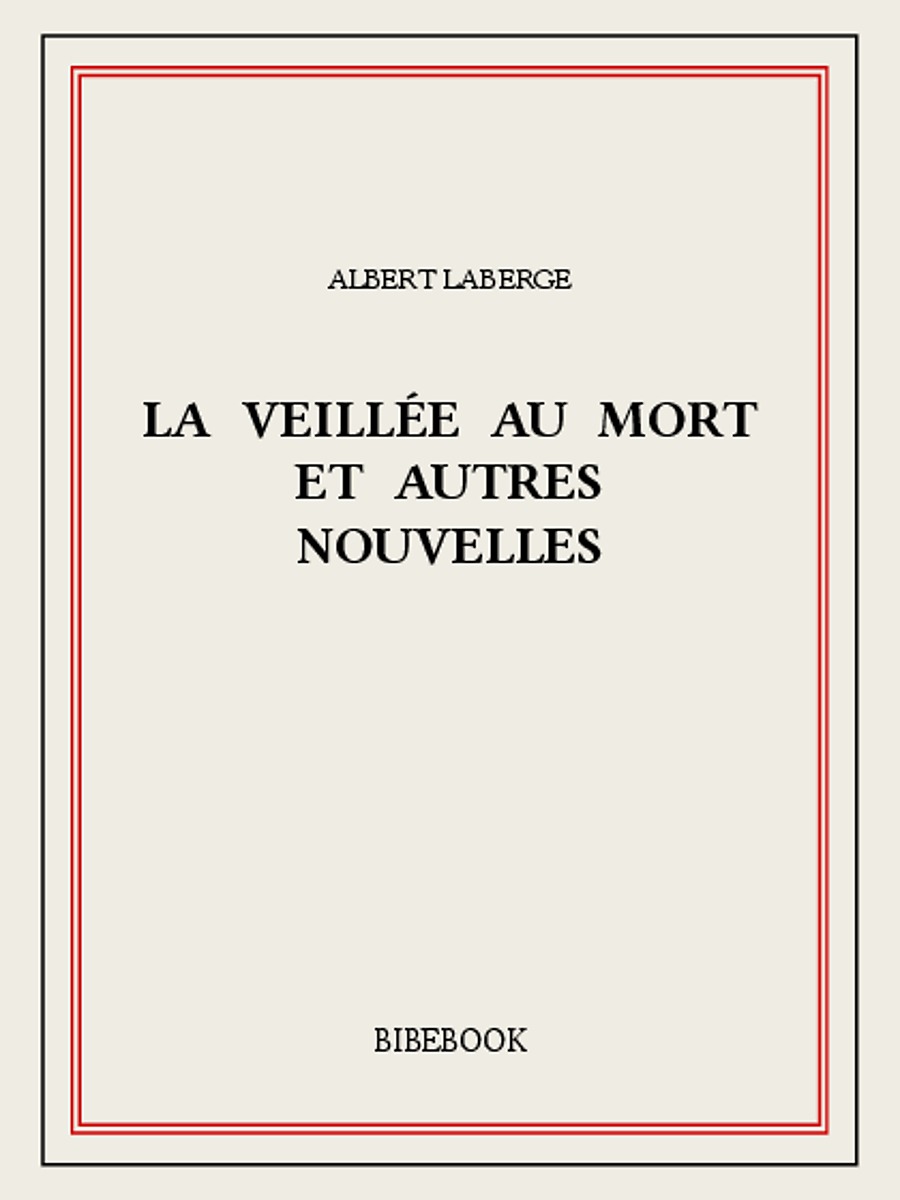 ALBERT LABERGE
LA VEILLÉE AU MORT
ET AUTRES
NOUVELLES
BIBEBOOK